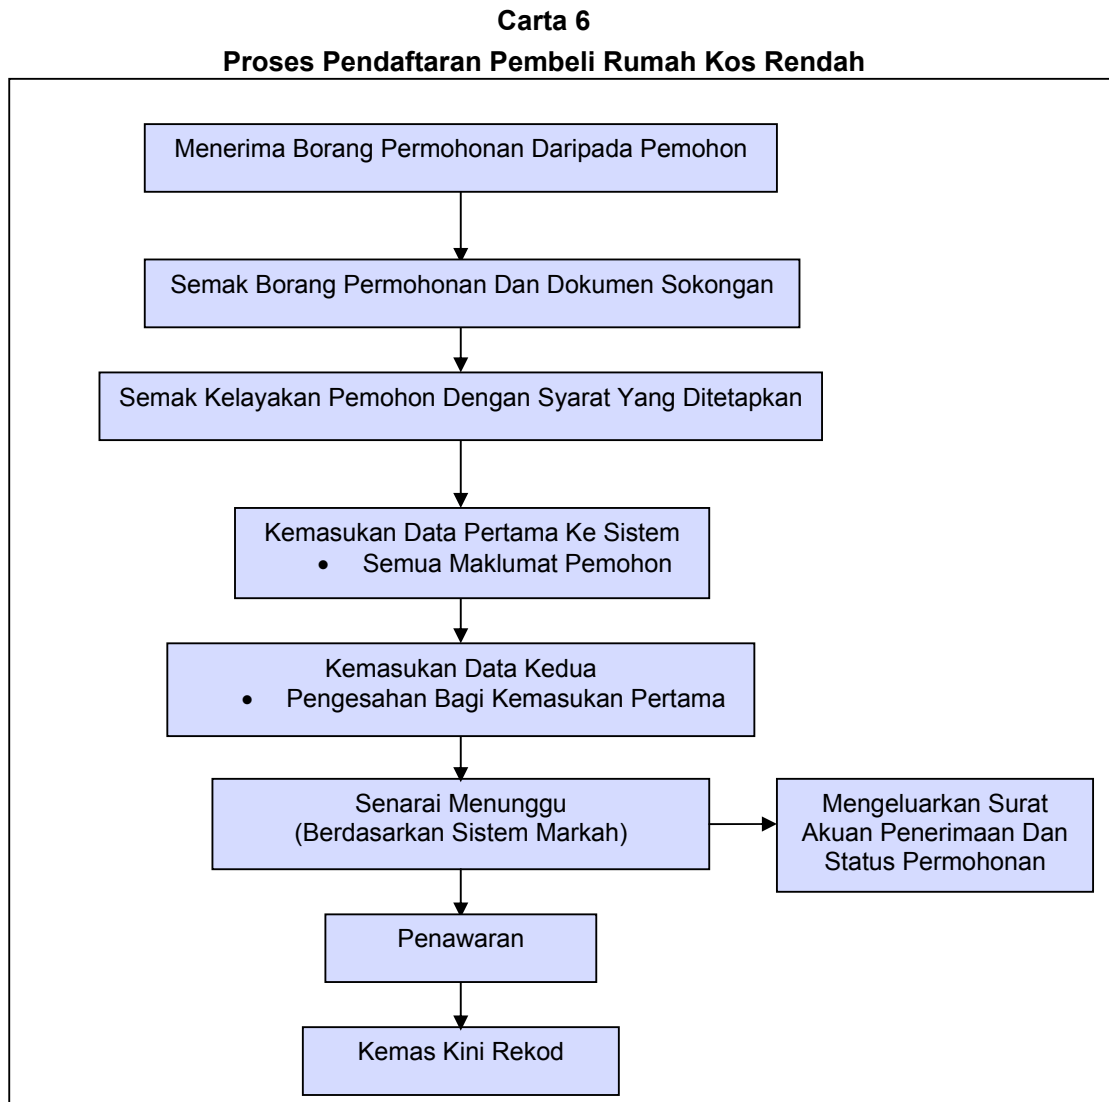 Carta 6
Proses Pendaftaran Pembeli Rumah Kos Rendah
Menerima Borang Permohonan Daripada Pemohon
Semak Borang Permohonan Dan Dokumen Sokongan
Semak Kelayakan Pemohon Dengan Syarat Yang Ditetapkan
Kemasukan Data Pertama Ke Sistem
• Semua Maklumat Pemohon
Kemasukan Data Kedua
• Pengesahan Bagi Kemasukan Pertama
Senarai Menunggu
(Berdasarkan Sistem Markah)
Mengeluarkan Surat
Akuan Penerimaan Dan
Status Permohonan
Penawaran
Kemas Kini Rekod